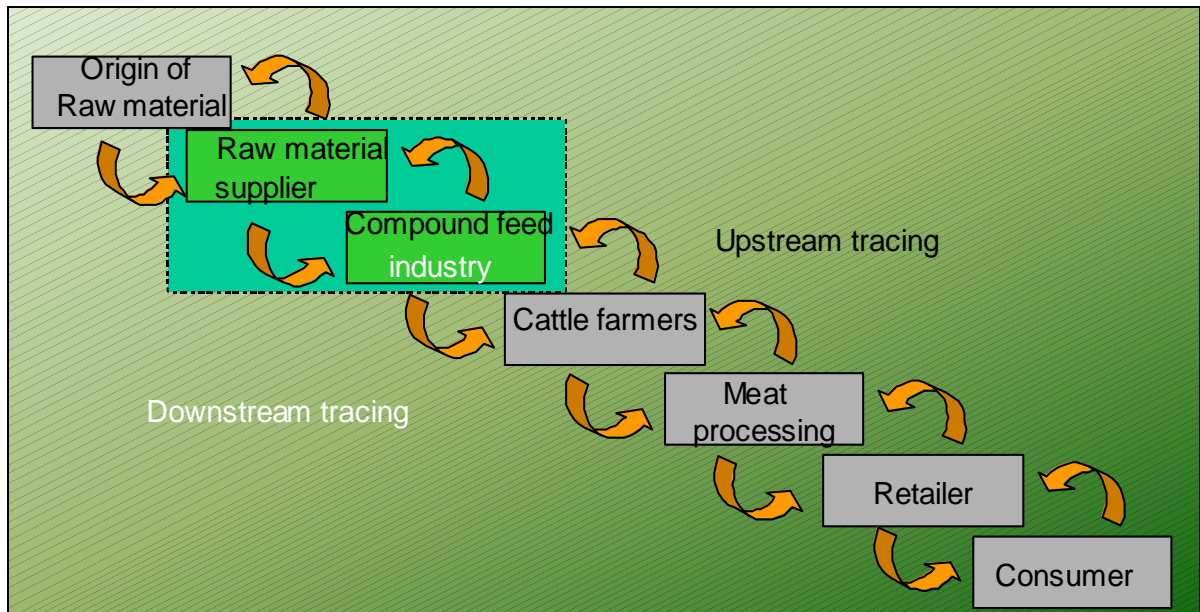 Origin of
Raw material
Raw material
supplier
Compound feed
industry
Upstream tracing
Cattle farmers
Downstream tracing
Meat
processing
Retailer
Consumer